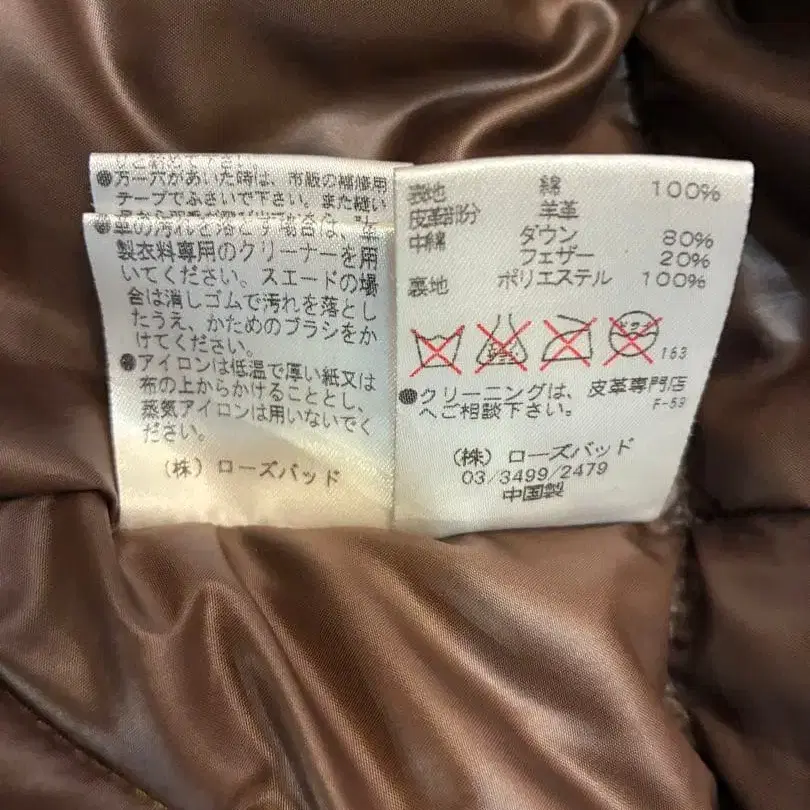 ●万一穴があいた時は、市販の補修用
テープでふさいで下さい。また縫い
●革の汚れを落とす場合は、
製衣料専用のクリーナーを用
いてください。スエードの場
合は消しゴムで汚れを落とし
たうえ、かためのブラシをか
けてください。
●アイロンは低温で厚い紙又は
布の上からかけることとし、
蒸気アイロンは用いないでく
ださい。
(株) ローズバッド
表地 綿 100%
皮革部分 羊革
中綿 ダウン 80%
フェザー 20%
裏地 ポリエステル 100%
ドライ
163
●クリーニングは、皮革専門店
へご相談下さい。 F-59
(株) ローズバッド
03/3499/2479
中国製